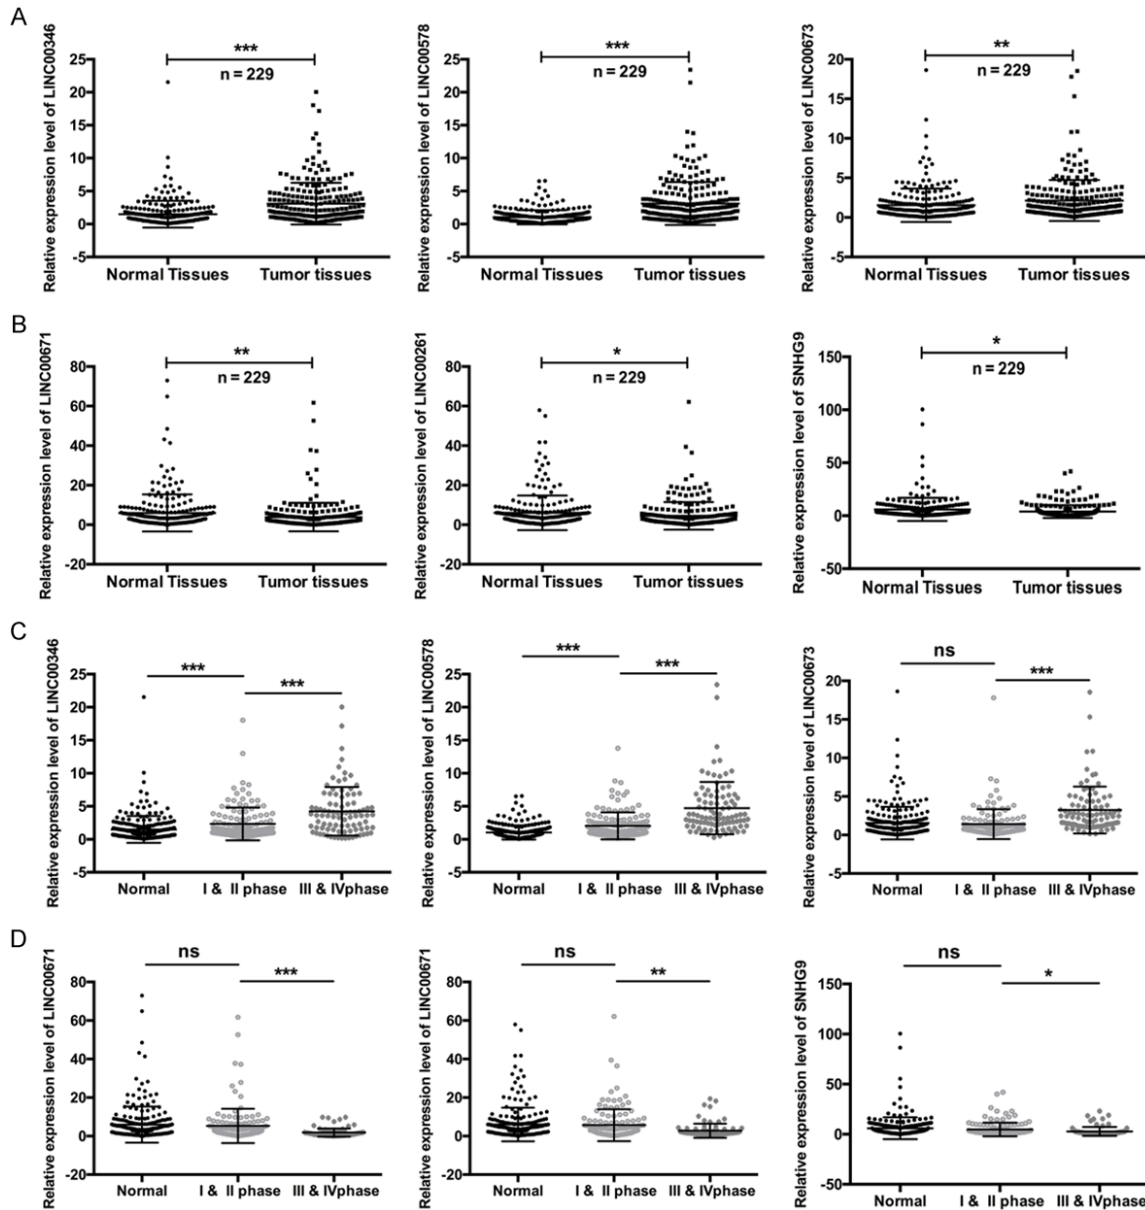 A
Relative expression level of LINC00346
25
20
15
10
5
0
-5
***
n = 229
Normal Tissues
Tumor tissues
Relative expression level of LINC00578
25
20
15
10
5
0
-5
***
n = 229
Normal Tissues
Tumor tissues
Relative expression level of LINC00673
20
15
10
5
0
-5
**
n = 229
Normal Tissues
Tumor tissues
B
Relative expression level of LINC00671
80
60
40
20
0
-20
**
n = 229
Normal Tissues
Tumor tissues
Relative expression level of LINC00261
80
60
40
20
0
-20
*
n = 229
Normal Tissues
Tumor tissues
Relative expression level of SNHG9
150
100
50
0
-50
*
n = 229
Normal Tissues
Tumor tissues
C
Relative expression level of LINC00346
25
20
15
10
5
0
-5
***
***
Normal
I & II phase
III & IVphase
Relative expression level of LINC00578
25
20
15
10
5
0
-5
***
***
Normal
I & II phase
III & IVphase
Relative expression level of LINC00673
20
15
10
5
0
-5
ns
***
Normal
I & II phase
III & IVphase
D
Relative expression level of LINC00671
80
60
40
20
0
-20
ns
***
Normal
I & II phase
III & IVphase
Relative expression level of LINC00671
80
60
40
20
0
-20
ns
**
Normal
I & II phase
III & IVphase
Relative expression level of SNHG9
150
100
50
0
-50
ns
*
Normal
I & II phase
III & IVphase